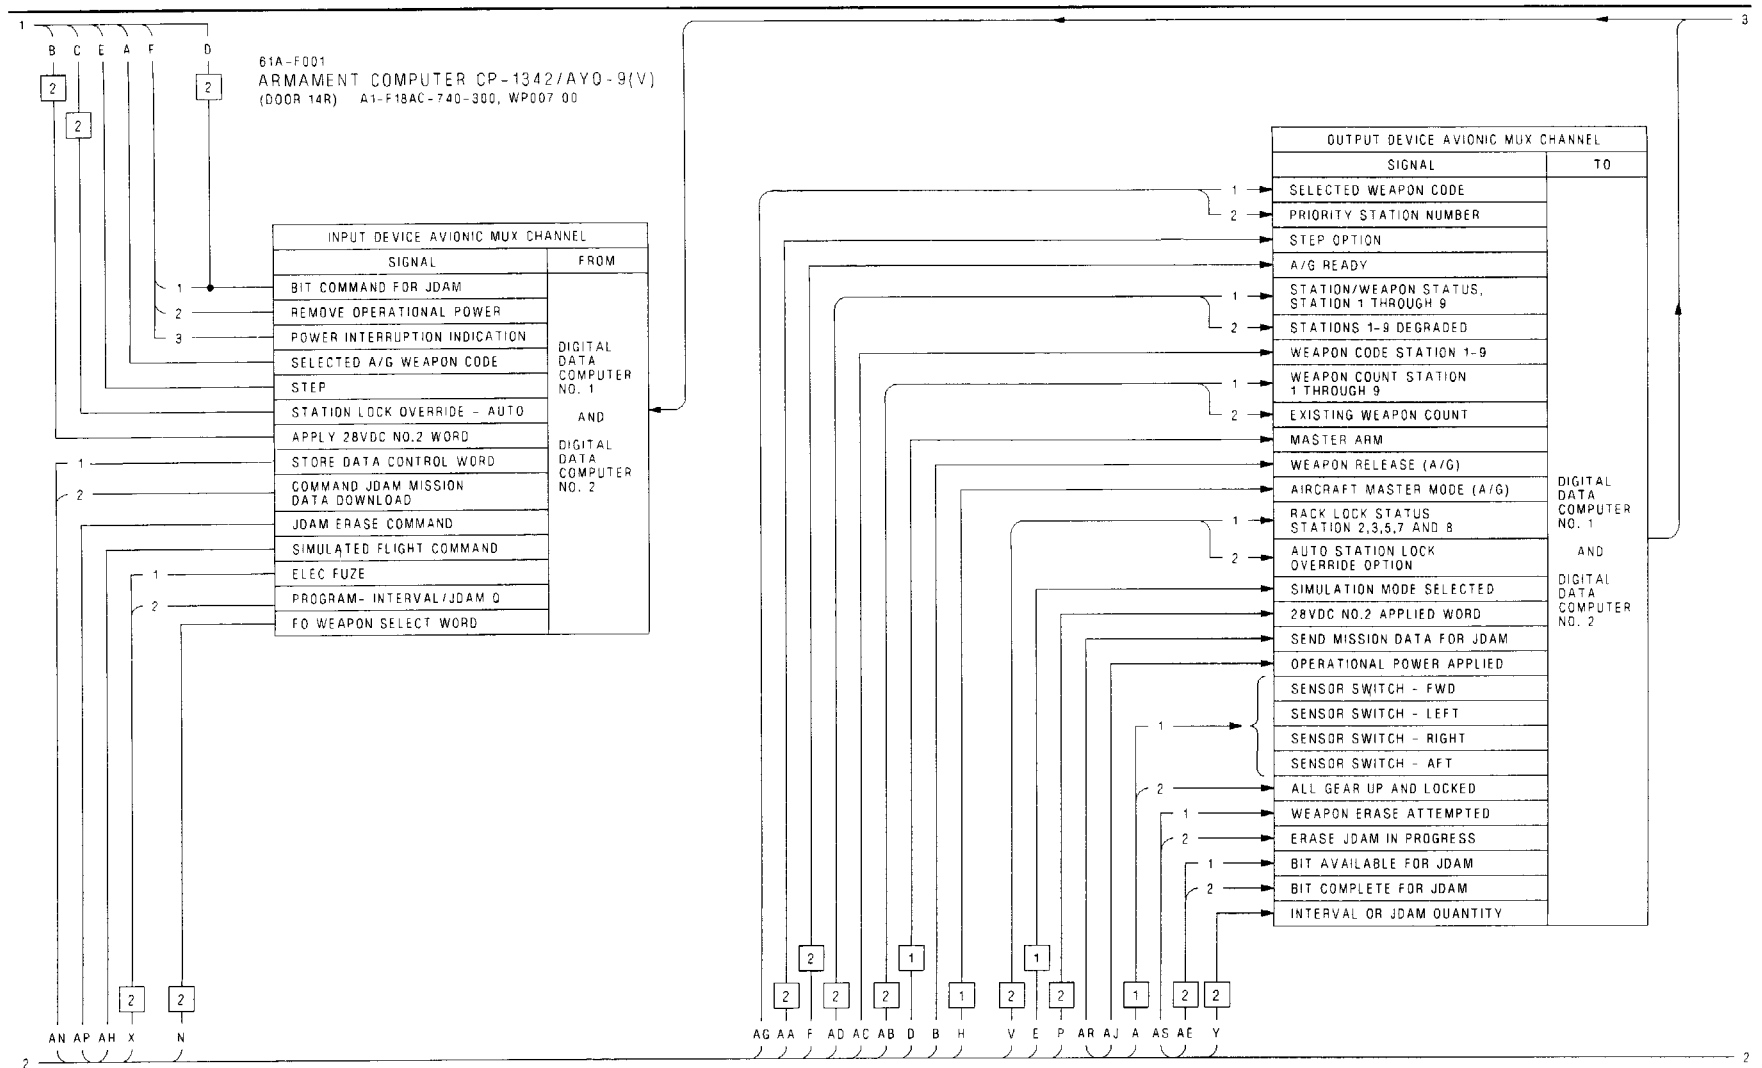 1
3
B C E A F D
2
2
2
61A-F001
ARMAMENT COMPUTER CP-1342/AYQ-9(V)
(DOOR 14R) A1-F18AC-740-300, WP007 00
INPUT DEVICE AVIONIC MUX CHANNEL
SIGNAL
FROM
1
BIT COMMAND FOR JDAM
2
REMOVE OPERATIONAL POWER
3
POWER INTERRUPTION INDICATION
SELECTED A/G WEAPON CODE
STEP
STATION LOCK OVERRIDE - AUTO
APPLY 28VDC NO.2 WORD
1
STORE DATA CONTROL WORD
2
COMMAND JDAM MISSION
DATA DOWNLOAD
JDAM ERASE COMMAND
SIMULATED FLIGHT COMMAND
1
ELEC FUZE
2
PROGRAM- INTERVAL/JDAM Q
FO WEAPON SELECT WORD
DIGITAL
DATA
COMPUTER
NO. 1
AND
DIGITAL
DATA
COMPUTER
NO. 2
2
2
AN AP AH X N
2
OUTPUT DEVICE AVIONIC MUX CHANNEL
SIGNAL
TO
1
SELECTED WEAPON CODE
2
PRIORITY STATION NUMBER
STEP OPTION
A/G READY
1
STATION/WEAPON STATUS,
STATION 1 THROUGH 9
2
STATIONS 1-9 DEGRADED
WEAPON CODE STATION 1-9
1
WEAPON COUNT STATION
1 THROUGH 9
2
EXISTING WEAPON COUNT
MASTER ARM
WEAPON RELEASE (A/G)
AIRCRAFT MASTER MODE (A/G)
1
RACK LOCK STATUS
STATION 2,3,5,7 AND 8
2
AUTO STATION LOCK
OVERRIDE OPTION
SIMULATION MODE SELECTED
28VDC NO.2 APPLIED WORD
SEND MISSION DATA FOR JDAM
OPERATIONAL POWER APPLIED
SENSOR SWITCH - FWD
SENSOR SWITCH - LEFT
1
SENSOR SWITCH - RIGHT
SENSOR SWITCH - AFT
2
ALL GEAR UP AND LOCKED
1
WEAPON ERASE ATTEMPTED
2
ERASE JDAM IN PROGRESS
1
BIT AVAILABLE FOR JDAM
2
BIT COMPLETE FOR JDAM
INTERVAL OR JDAM QUANTITY
DIGITAL
DATA
COMPUTER
NO. 1
AND
DIGITAL
DATA
COMPUTER
NO. 2
2
1
1
2
2
2
1
2
2
1
2
2
AG AA F AD AC AB D B H V E P AR AJ A AS AE Y
2